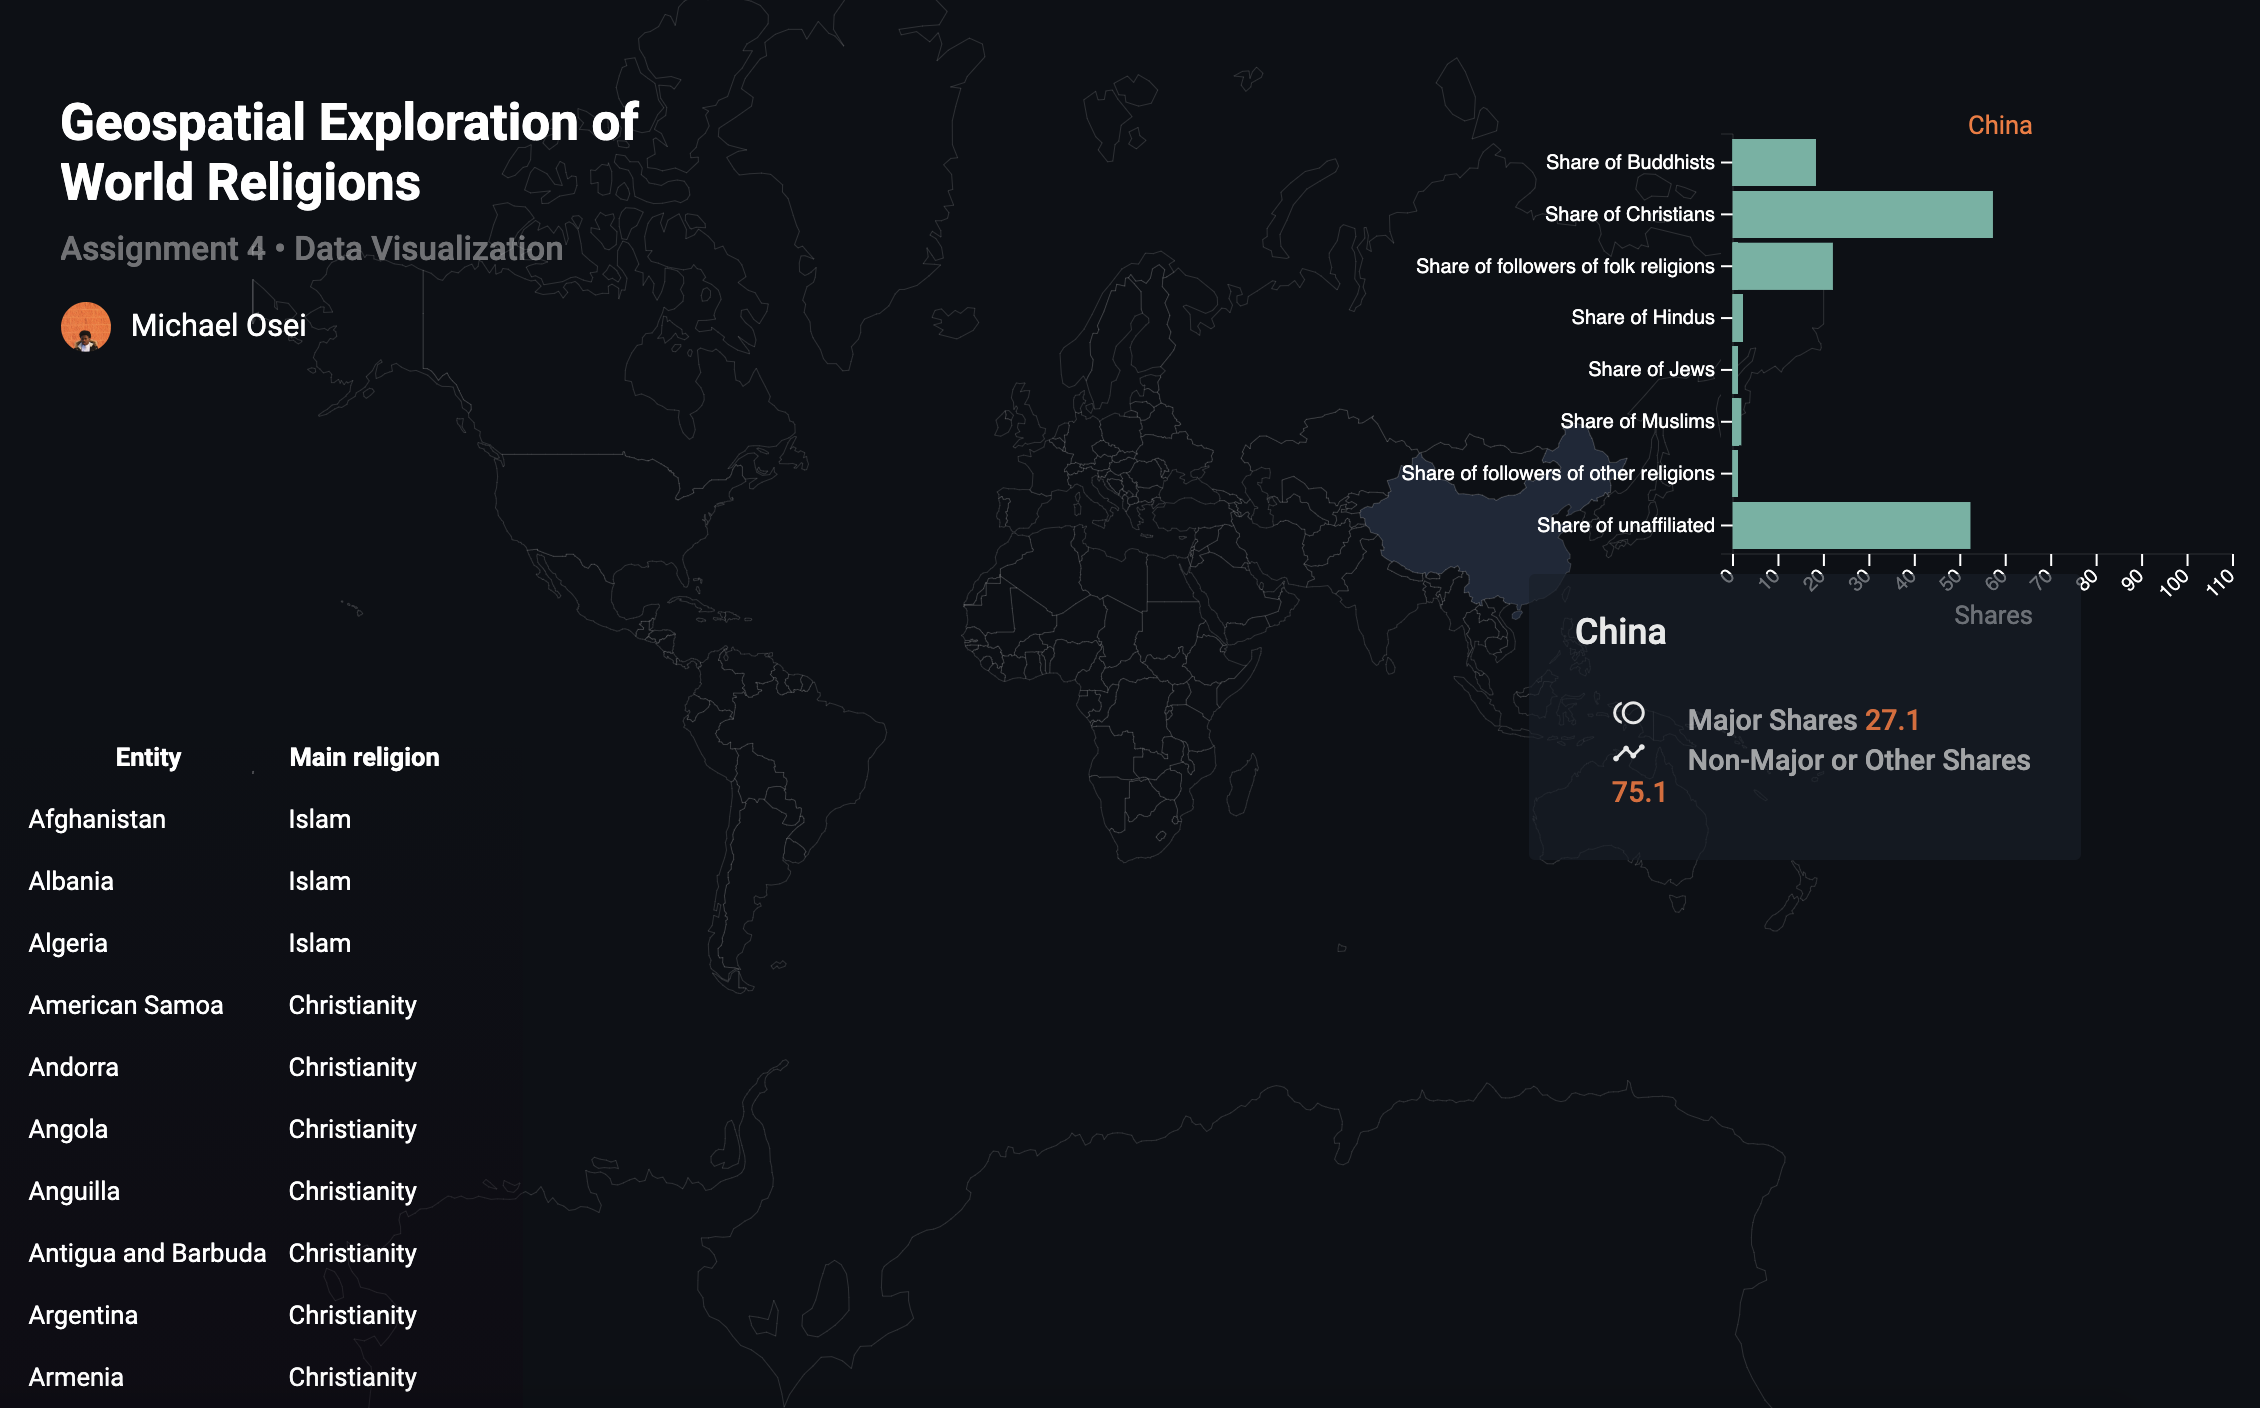 Geospatial Exploration of
World Religions
Assignment 4 • Data Visualization
Michael Osei
China
Share of Buddhists
Share of Christians
Share of followers of folk religions
Share of Hindus
Share of Jews
Share of Muslims
Share of followers of other religions
Share of unaffiliated
0 10 20 30 40 50 60 70 80 90 100 110
Shares
China
Major Shares 27.1
Non-Major or Other Shares
75.1
Entity Main religion
Afghanistan Islam
Albania Islam
Algeria Islam
American Samoa Christianity
Andorra Christianity
Angola Christianity
Anguilla Christianity
Antigua and Barbuda Christianity
Argentina Christianity
Armenia Christianity